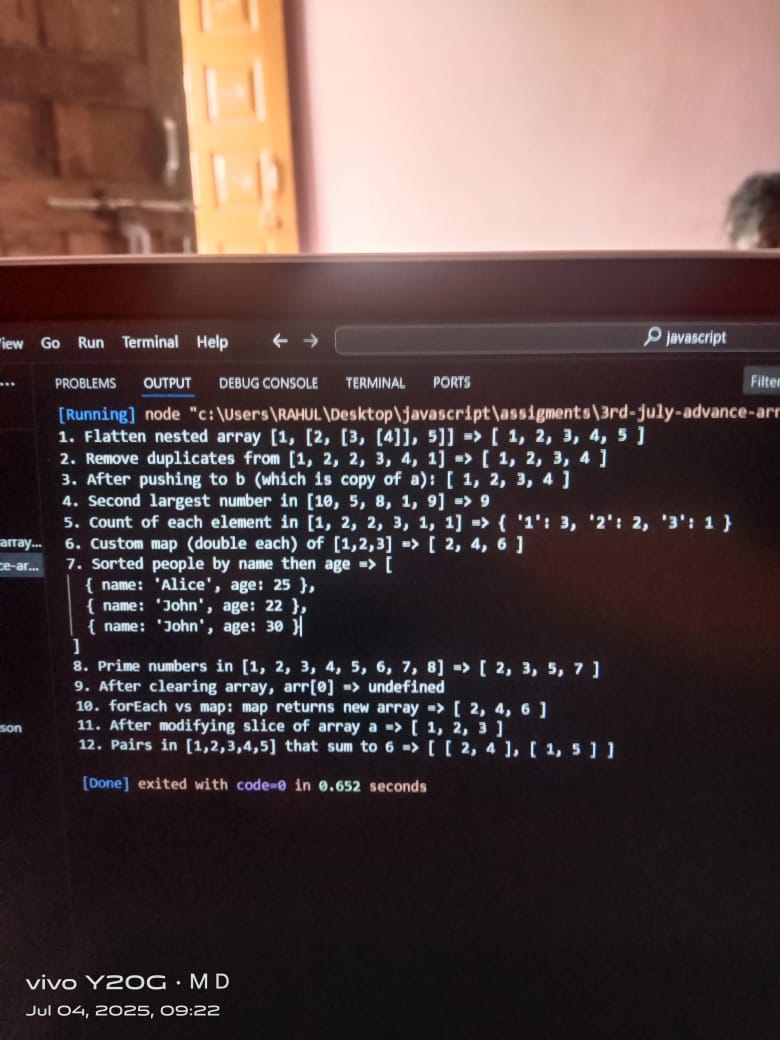 Go Run Terminal Help ← → javascript
... PROBLEMS OUTPUT DEBUG CONSOLE TERMINAL PORTS
[Running] node "c:\Users\RAHUL\Desktop\javascript\assigments\3rd-july-advance-arr
1. Flatten nested array [1, [2, [3, [4]], 5]] => [ 1, 2, 3, 4, 5 ]
2. Remove duplicates from [1, 2, 2, 3, 4, 1] => [ 1, 2, 3, 4 ]
3. After pushing to b (which is copy of a): [ 1, 2, 3, 4 ]
4. Second largest number in [10, 5, 8, 1, 9] => 9
5. Count of each element in [1, 2, 2, 3, 1, 1] => { '1': 3, '2': 2, '3': 1 }
array...
6. Custom map (double each) of [1,2,3] => [ 2, 4, 6 ]
ce-ar...
7. Sorted people by name then age => [
{ name: 'Alice', age: 25 },
{ name: 'John', age: 22 },
{ name: 'John', age: 30 }
]
8. Prime numbers in [1, 2, 3, 4, 5, 6, 7, 8] => [ 2, 3, 5, 7 ]
9. After clearing array, arr[0] => undefined
10. forEach vs map: map returns new array => [ 2, 4, 6 ]
son
11. After modifying slice of array a => [ 1, 2, 3 ]
12. Pairs in [1,2,3,4,5] that sum to 6 => [ [ 2, 4 ], [ 1, 5 ] ]
[Done] exited with code=0 in 0.652 seconds
vivo Y20G · M D
Jul 04, 2025, 09:22